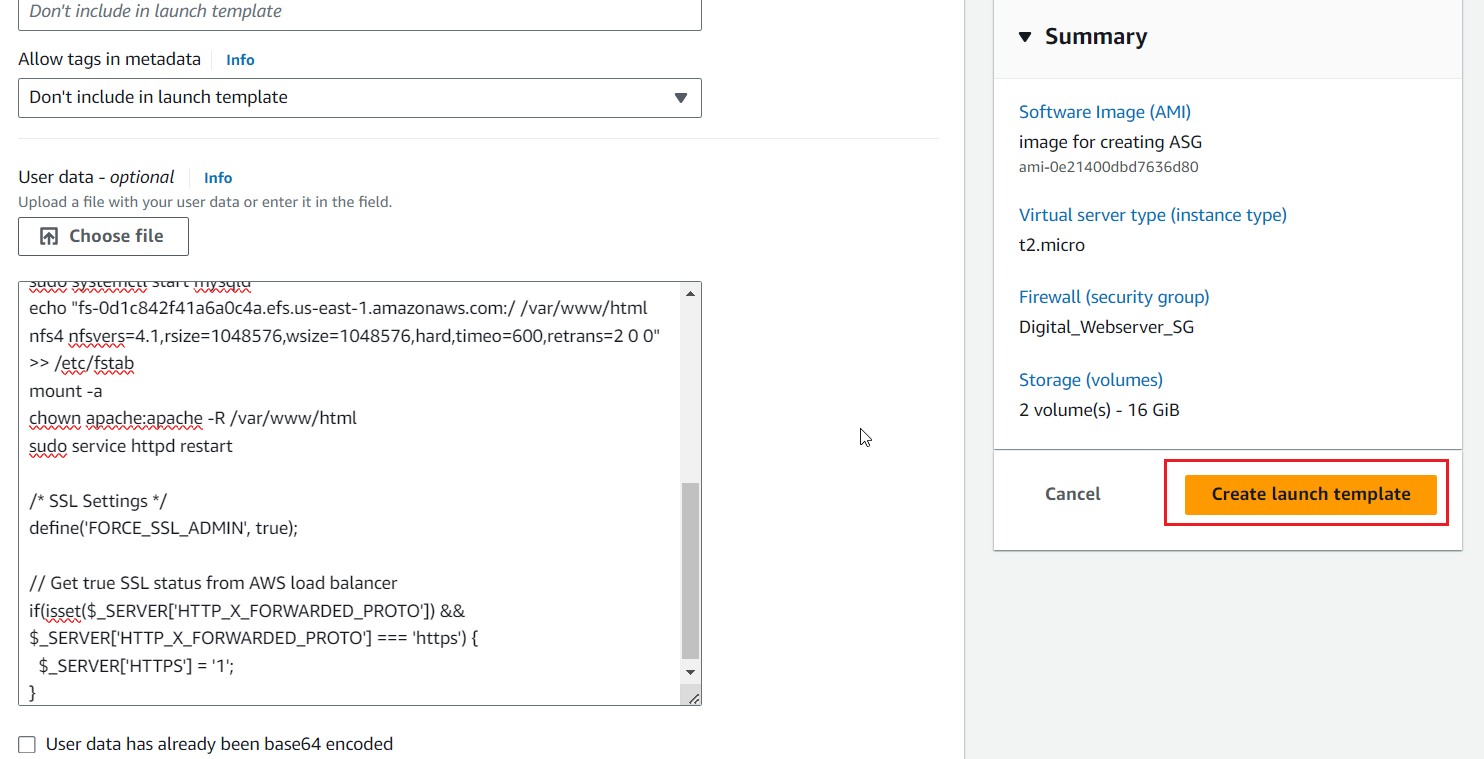 Don't include in launch template
Allow tags in metadata Info
Don't include in launch template
User data - optional Info
Upload a file with your user data or enter it in the field.
Choose file
sudo systemctl start mysqld
echo "fs-0d1c842f41a6a0c4a.efs.us-east-1.amazonaws.com:/ /var/www/html
nfs4 nfsvers=4.1,rsize=1048576,wsize=1048576,hard,timeo=600,retrans=2 0 0"
>> /etc/fstab
mount -a
chown apache:apache -R /var/www/html
sudo service httpd restart
/* SSL Settings */
define('FORCE_SSL_ADMIN', true);
// Get true SSL status from AWS load balancer
if(isset($_SERVER['HTTP_X_FORWARDED_PROTO']) &&
$_SERVER['HTTP_X_FORWARDED_PROTO'] === 'https') {
$_SERVER['HTTPS'] = '1';
}
User data has already been base64 encoded
Summary
Software Image (AMI)
image for creating ASG
ami-0e21400dbd7636d80
Virtual server type (instance type)
t2.micro
Firewall (security group)
Digital_Webserver_SG
Storage (volumes)
2 volume(s) - 16 GiB
Cancel
Create launch template